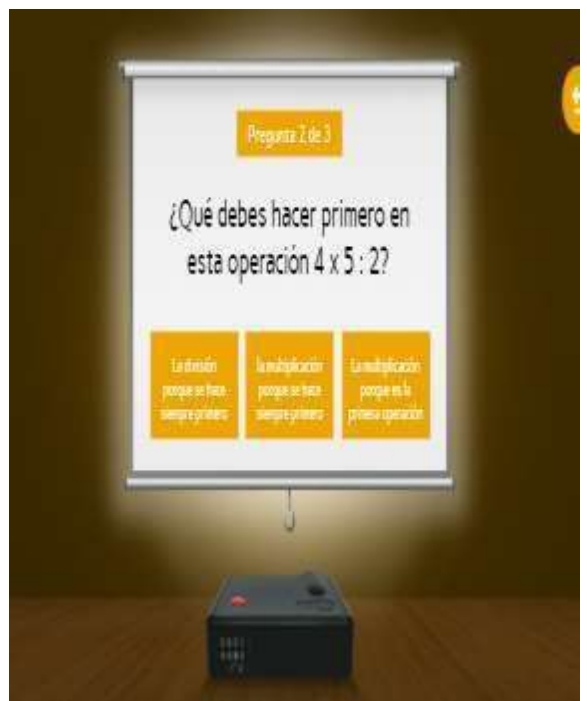 Pregunta 2 de 3
¿Qué debes hacer primero en
esta operación 4 x 5 : 2?
La división
porque se hace
siempre primero
la multiplicación
porque se hace
siempre primero
La multiplicación
porque es la
primera operación